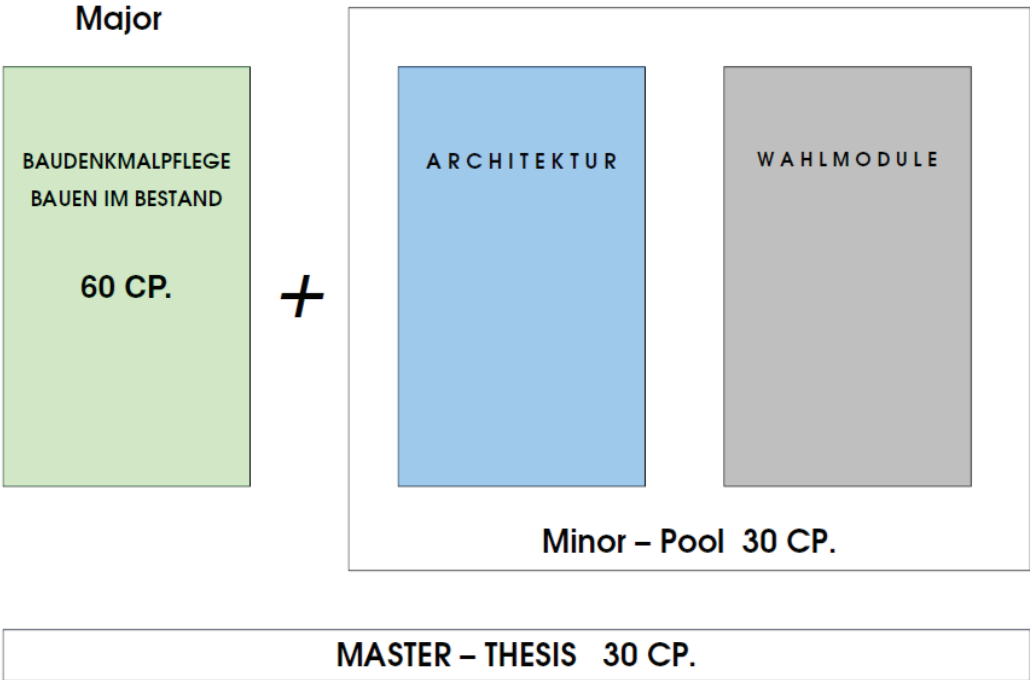 Major
BAUDENKMALPFLEGE
BAUEN IM BESTAND
60 CP.
+
ARCHITEKTUR
WAHLMODULE
Minor – Pool 30 CP.
MASTER – THESIS 30 CP.